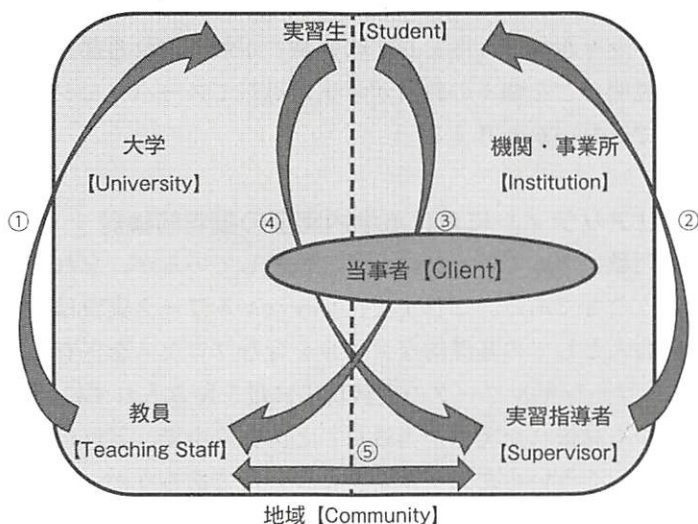 実習生【Student】
大学
【University】
機関・事業所
【Institution】
①
④
③
②
当事者【Client】
教員
【Teaching Staff】
実習指導者
【Supervisor】
⑤
地域【Community】